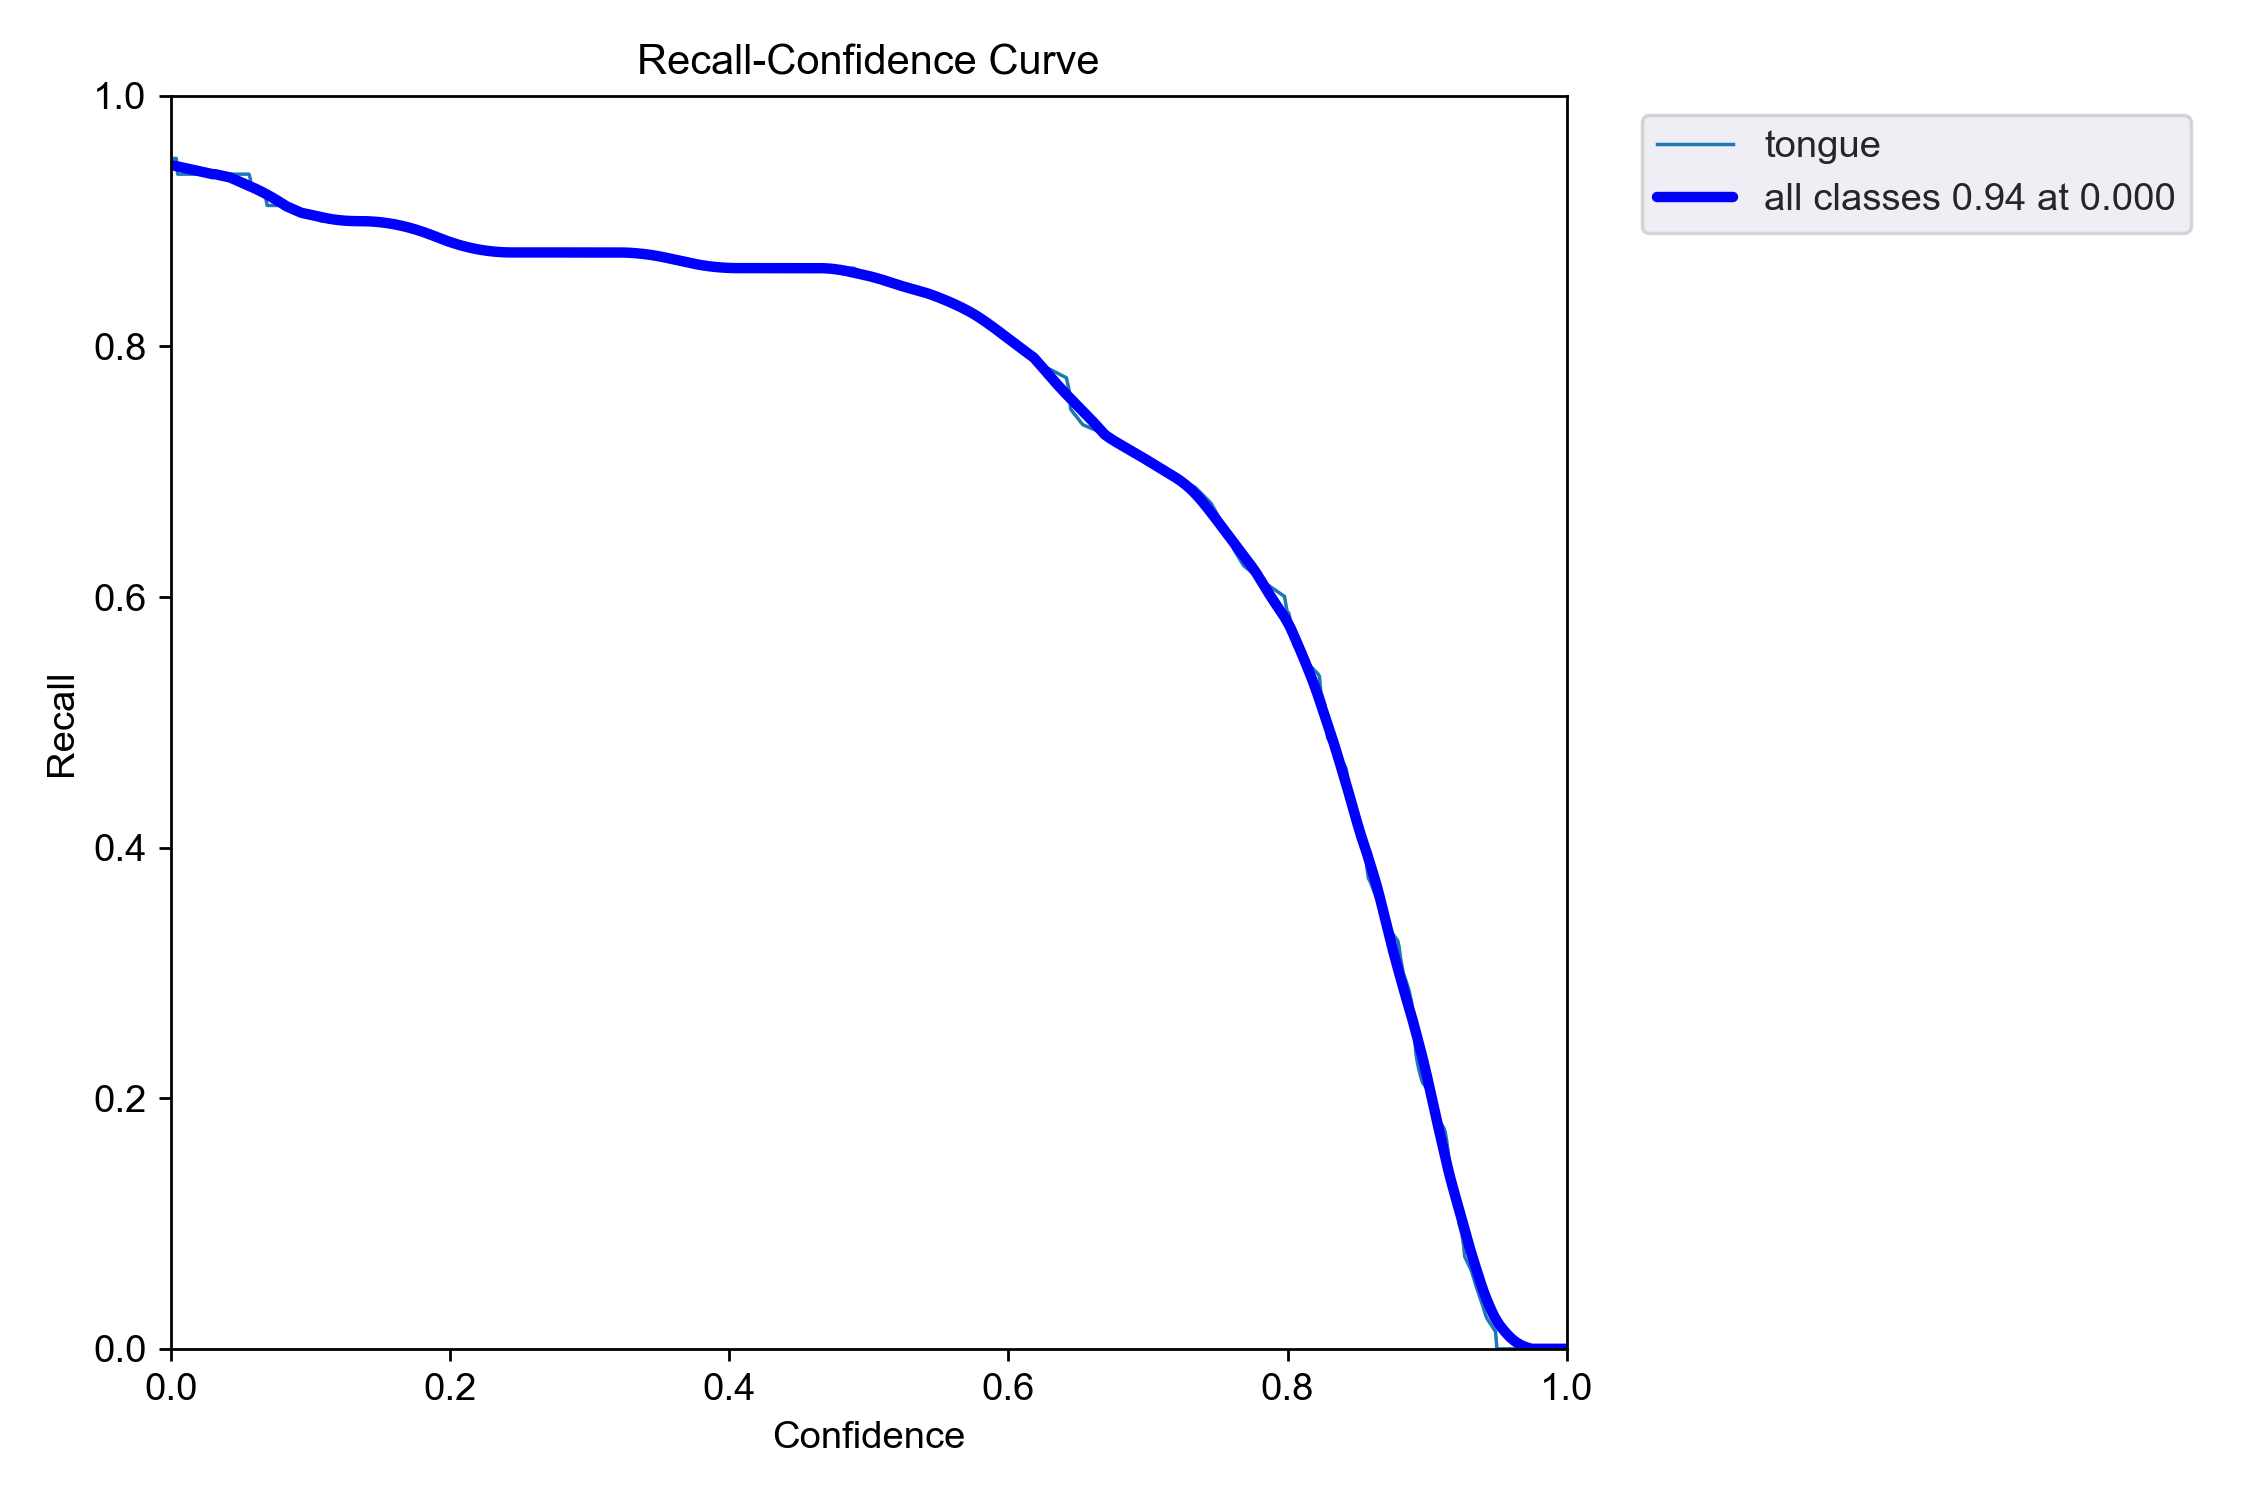 Recall-Confidence Curve
1.0
0.8
0.6
0.4
0.2
0.0
Recall
0.0 0.2 0.4 0.6 0.8 1.0
Confidence
tongue
all classes 0.94 at 0.000